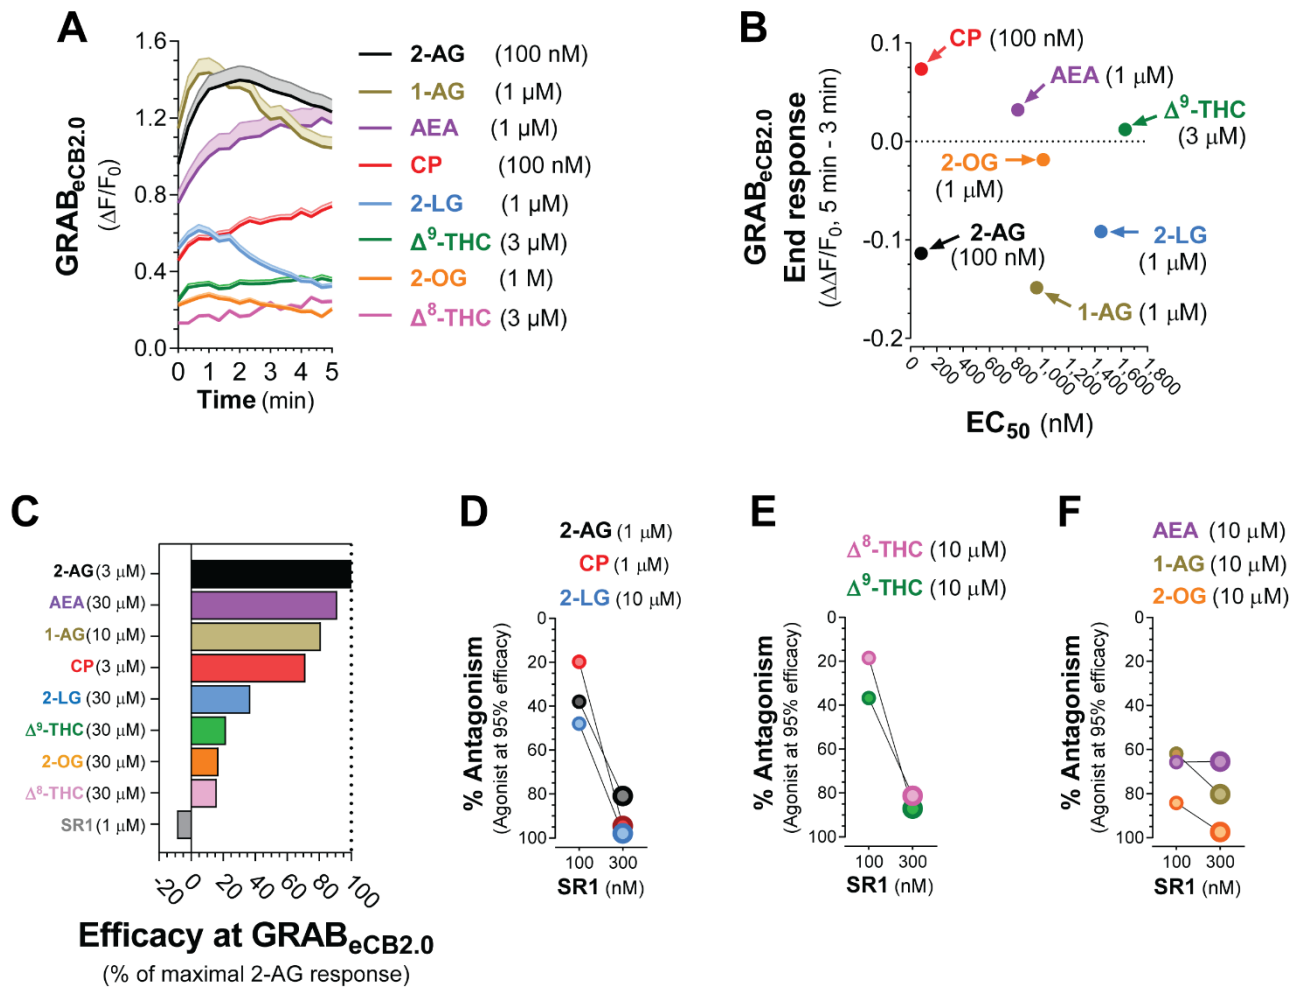 A
GRABeCB2.0
(ΔF/F0)
1.6
1.2
0.8
0.4
0.0
0 1 2 3 4 5
Time (min)
2-AG (100 nM)
1-AG (1 µM)
AEA (1 µM)
CP (100 nM)
2-LG (1 µM)
Δ9-THC (3 µM)
2-OG (1 M)
Δ8-THC (3 µM)
B
GRABeCB2.0
End response
(ΔΔF/F0, 5 min - 3 min)
0.1
0.0
-0.1
-0.2
CP (100 nM)
AEA (1 µM)
Δ9-THC
(3 µM)
2-OG
(1 µM)
2-AG
(100 nM)
2-LG
(1 µM)
1-AG (1 µM)
0 200 400 600 800 1,000 1,200 1,400 1,600 1,800
EC50 (nM)
C
2-AG (3 µM)
AEA (30 µM)
1-AG (10 µM)
CP (3 µM)
2-LG (30 µM)
Δ9-THC (30 µM)
2-OG (30 µM)
Δ8-THC (30 µM)
SR1 (1 µM)
-20 0 20 40 60 80 100
Efficacy at GRABeCB2.0
(% of maximal 2-AG response)
D
2-AG (1 µM)
CP (1 µM)
2-LG (10 µM)
% Antagonism
(Agonist at 95% efficacy)
0
20
40
60
80
100
100 300
SR1 (nM)
E
Δ8-THC (10 µM)
Δ9-THC (10 µM)
% Antagonism
(Agonist at 95% efficacy)
0
20
40
60
80
100
100 300
SR1 (nM)
F
AEA (10 µM)
1-AG (10 µM)
2-OG (10 µM)
% Antagonism
(Agonist at 95% efficacy)
0
20
40
60
80
100
100 300
SR1 (nM)